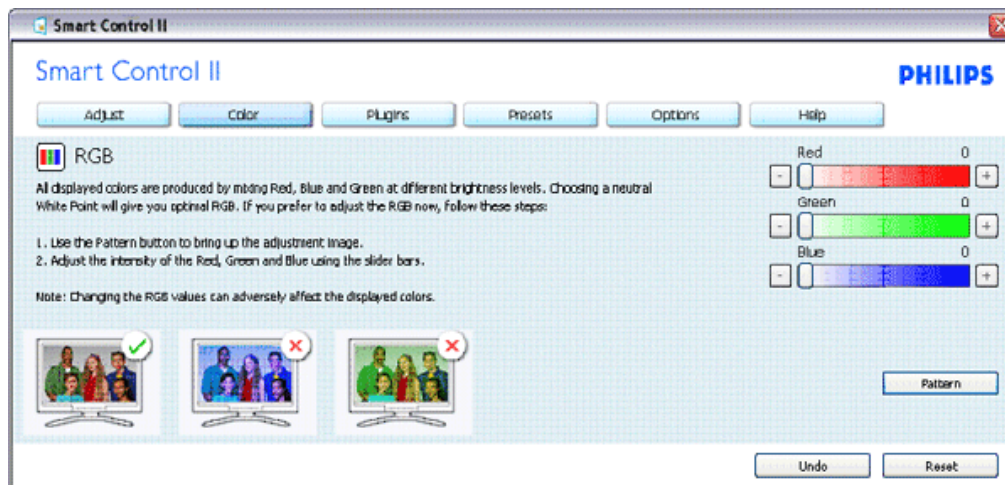 Smart Control II
Smart Control II
PHILIPS
Adjust Color Plugins Presets Options Help
RGB
All displayed colors are produced by mixing Red, Blue and Green at different brightness levels. Choosing a neutral
White Point will give you optimal RGB. If you prefer to adjust the RGB now, follow these steps:
1. Use the Pattern button to bring up the adjustment image.
2. Adjust the intensity of the Red, Green and Blue using the slider bars.
Note: Changing the RGB values can adversely affect the displayed colors.
Red 0
- +
Green 0
- +
Blue 0
- +
Pattern
Undo Reset